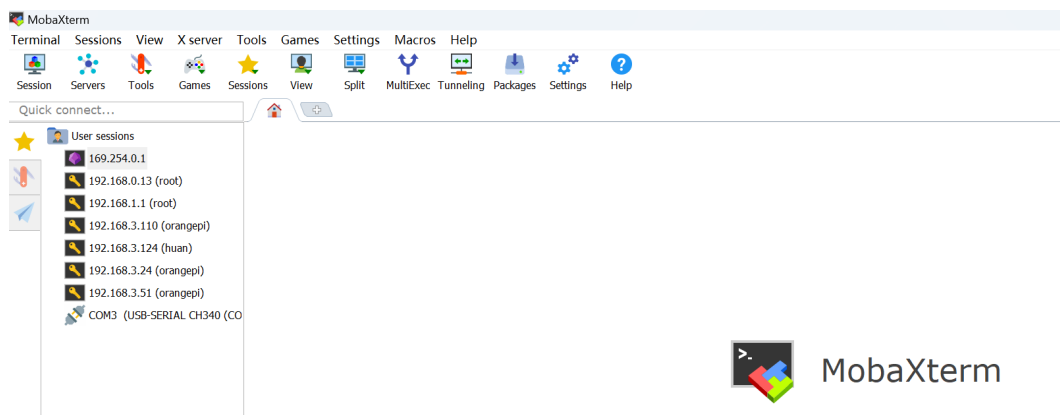 MobaXterm
Terminal Sessions View X server Tools Games Settings Macros Help
Session Servers Tools Games Sessions View Split MultiExec Tunneling Packages Settings Help
Quick connect...
User sessions
169.254.0.1
192.168.0.13 (root)
192.168.1.1 (root)
192.168.3.110 (orangepi)
192.168.3.124 (huan)
192.168.3.24 (orangepi)
192.168.3.51 (orangepi)
COM3 (USB-SERIAL CH340 (CO
>_
MobaXterm